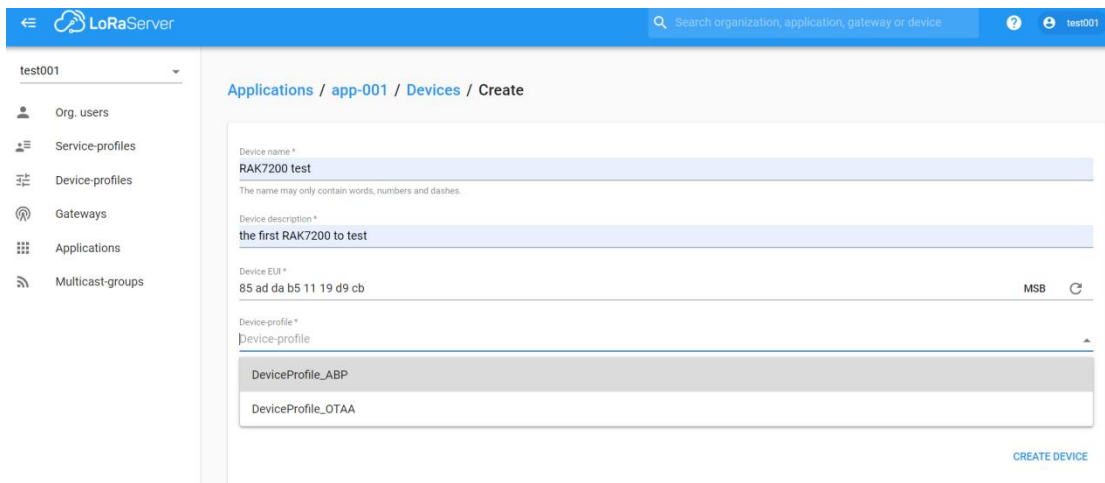 LoRaServer
Search organization, application, gateway or device
? test001
test001
Org. users
Service-profiles
Device-profiles
Gateways
Applications
Multicast-groups
Applications / app-001 / Devices / Create
Device name *
RAK7200 test
The name may only contain words, numbers and dashes.
Device description *
the first RAK7200 to test
Device EUI *
85 ad da b5 11 19 d9 cb MSB
Device-profile *
Device-profile
DeviceProfile_ABP
DeviceProfile_OTAA
CREATE DEVICE